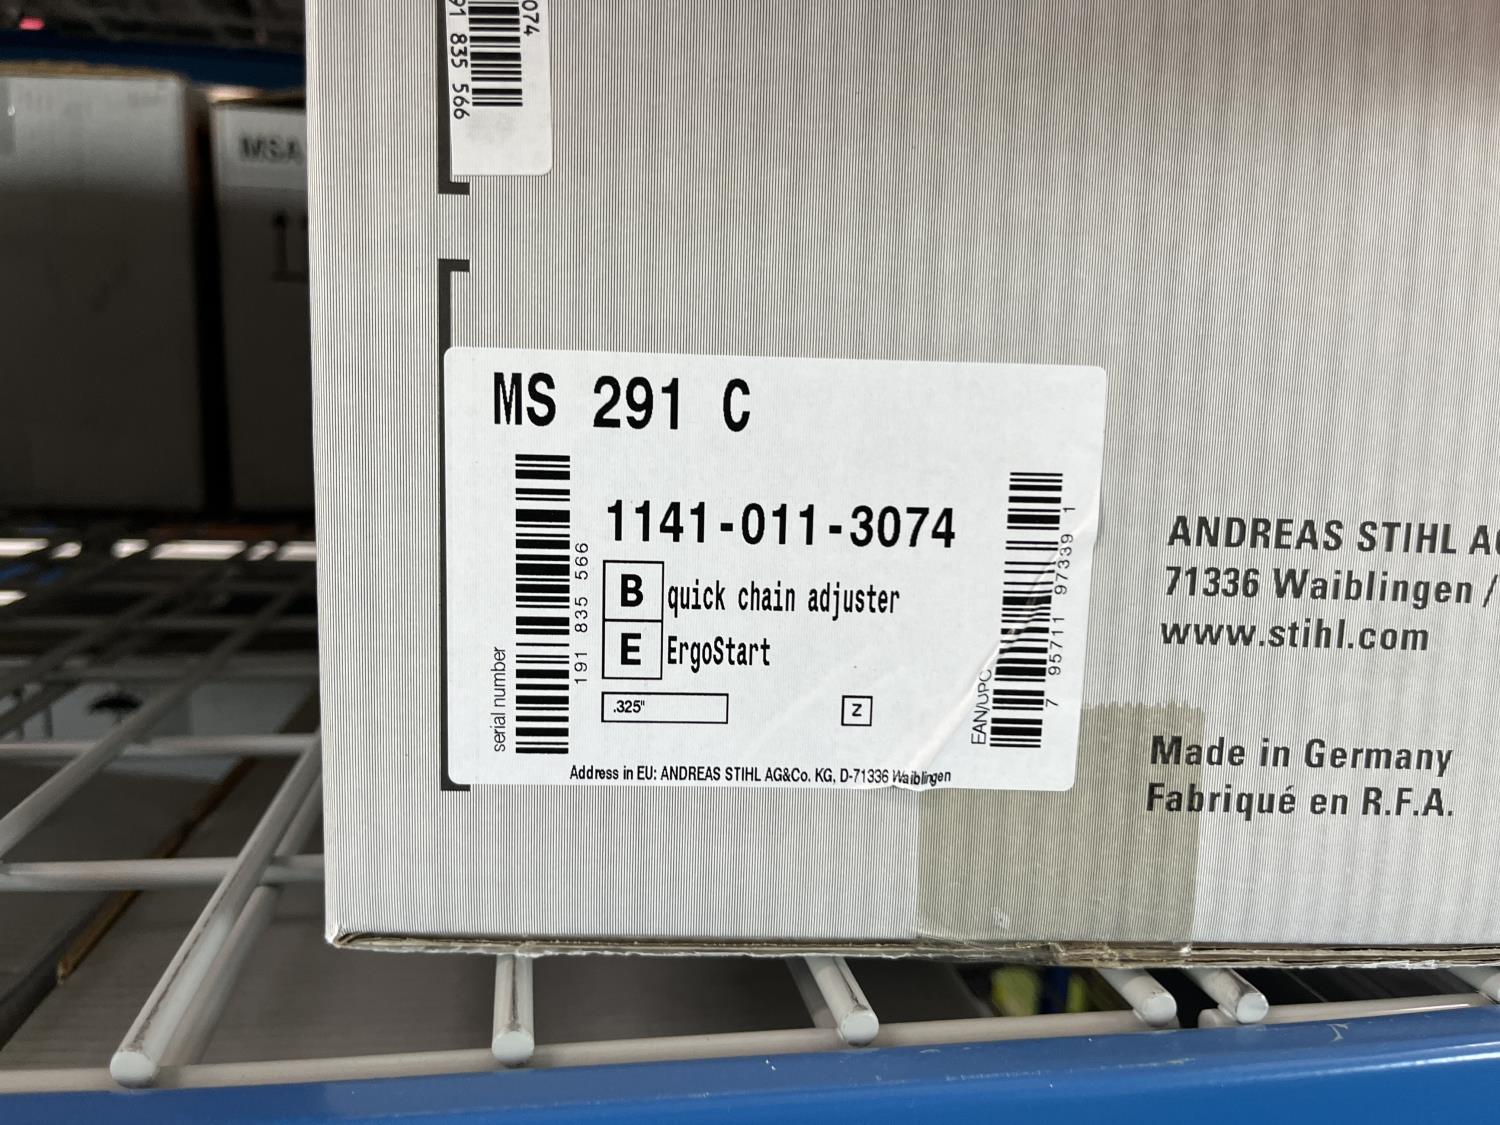 074
91 835 566
MSA
MS 291 C
1141-011-3074
B quick chain adjuster
E ErgoStart
.325"
Z
serial number
191 835 566
EAN/UPC
7 95711 97339 1
Address in EU: ANDREAS STIHL AG&Co. KG, D-71336 Waiblingen
ANDREAS STIHL AG
71336 Waiblingen /
www.stihl.com
Made in Germany
Fabriqué en R.F.A.